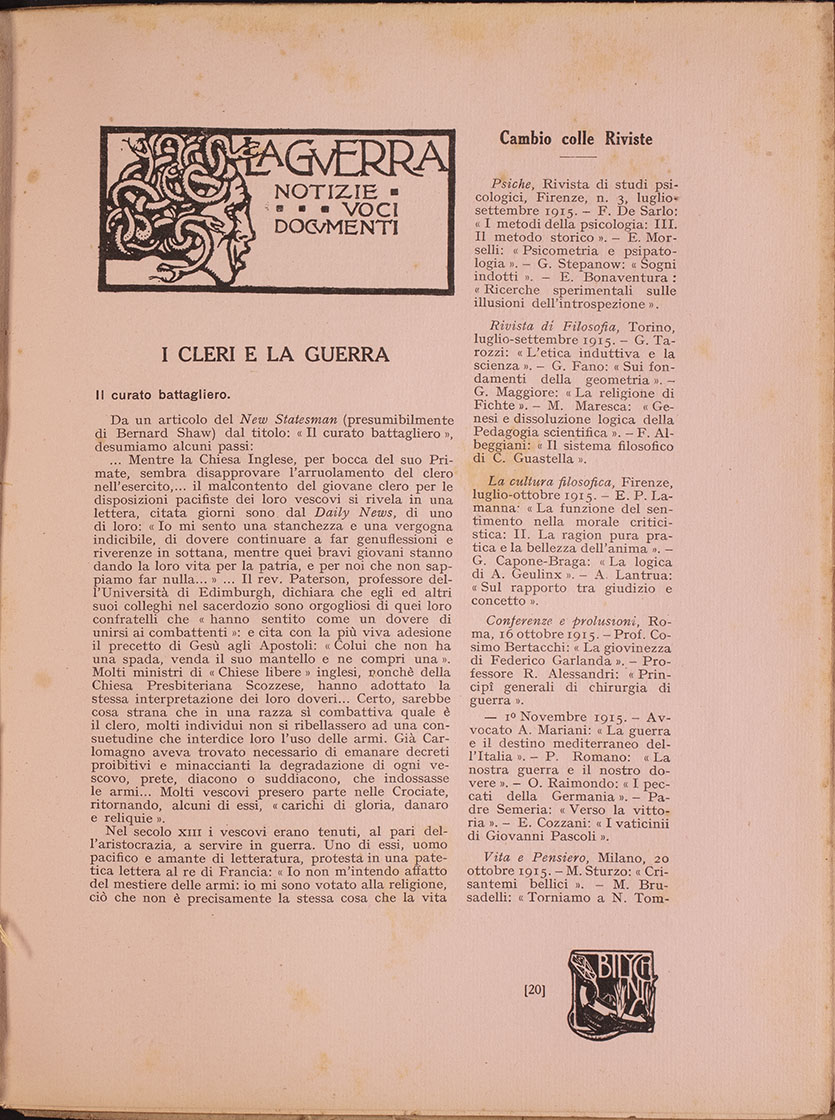 LA GVERRA
NOTIZIE
VOCI
DOCVMENTI
I CLERI E LA GUERRA
Il curato battagliero.
Da un articolo del New Statesman (presumibilmente
di Bernard Shaw) dal titolo: « Il curato battagliero »,
desumiamo alcuni passi:
... Mentre la Chiesa Inglese, per bocca del suo Pri-
mate, sembra disapprovare l'arruolamento del clero
nell'esercito,... il malcontento del giovane clero per le
disposizioni pacifiste dei loro vescovi si rivela in una
lettera, citata giorni sono dal Daily News, di uno
di loro: « Io mi sento una stanchezza e una vergogna
indicibile, di dovere continuare a far genuflessioni e
riverenze in sottana, mentre quei bravi giovani stanno
dando la loro vita per la patria, e per noi che non sap-
piamo far nulla... » ... Il rev. Paterson, professore del-
l'Università di Edimburgh, dichiara che egli ed altri
suoi colleghi nel sacerdozio sono orgogliosi di quei loro
confratelli che « hanno sentito come un dovere di
unirsi ai combattenti »: e cita con la più viva adesione
il precetto di Gesù agli Apostoli: « Colui che non ha
una spada, venda il suo mantello e ne compri una ».
Molti ministri di « Chiese libere » inglesi, nonchè della
Chiesa Presbiteriana Scozzese, hanno adottato la
stessa interpretazione dei loro doveri... Certo, sarebbe
cosa strana che in una razza sì combattiva quale è
il clero, molti individui non si ribellassero ad una con-
suetudine che interdice loro l'uso delle armi. Già Car-
lomagno aveva trovato necessario di emanare decreti
proibitivi e minaccianti la degradazione di ogni ve-
scovo, prete, diacono o suddiacono, che indossasse
le armi... Molti vescovi presero parte nelle Crociate,
ritornando, alcuni di essi, « carichi di gloria, danaro
e reliquie ».
Nel secolo XIII i vescovi erano tenuti, al pari del-
l'aristocrazia, a servire in guerra. Uno di essi, uomo
pacifico e amante di letteratura, protesta in una pate-
tica lettera al re di Francia: « Io non m'intendo affatto
del mestiere delle armi: io mi sono votato alla religione,
ciò che non è precisamente la stessa cosa che la vita
Cambio colle Riviste
Psiche, Rivista di studi psi-
cologici, Firenze, n. 3, luglio-
settembre 1915. – F. De Sarlo:
« I metodi della psicologia: III.
Il metodo storico ». – E. Mor-
selli: « Psicometria e psipato-
logia ». – G. Stepanow: « Sogni
indotti ». – E. Bonaventura :
« Ricerche sperimentali sulle
illusioni dell'introspezione ».
Rivista di Filosofia, Torino,
luglio-settembre 1915. – G. Ta-
rozzi: « L'etica induttiva e la
scienza ». – G. Fano: « Sui fon-
damenti della geometria ». –
G. Maggiore: « La religione di
Fichte ». – M. Maresca: « Ge-
nesi e dissoluzione logica della
Pedagogia scientifica ». – F. Al-
beggiani: « Il sistema filosofico
di C. Guastella ».
La cultura filosofica, Firenze,
luglio-ottobre 1915. – E. P. La-
manna: « La funzione del sen-
timento nella morale critici-
stica: II. La ragion pura pra-
tica e la bellezza dell'anima ». –
G. Capone-Braga: « La logica
di A. Geulinx ». – A. Lantrua:
« Sul rapporto tra giudizio e
concetto ».
Conferenze e prolusioni, Ro-
ma, 16 ottobre 1915. – Prof. Co-
simo Bertacchi: « La giovinezza
di Federico Garlanda ». – Pro-
fessore R. Alessandri: « Prin-
cipî generali di chirurgia di
guerra ».
— 1º Novembre 1915. – Av-
vocato A. Mariani: « La guerra
e il destino mediterraneo del-
l'Italia ». – P. Romano: « La
nostra guerra e il nostro do-
vere ». – O. Raimondo: « I pec-
cati della Germania ». – Pa-
dre Semeria: « Verso la vitto-
ria ». – E. Cozzani: « I vaticinii
di Giovanni Pascoli ».
Vita e Pensiero, Milano, 20
ottobre 1915. – M. Sturzo: « Cri-
santemi bellici ». – M. Bru-
sadelli: « Torniamo a N. Tom-
[20]
BILYCHNIS